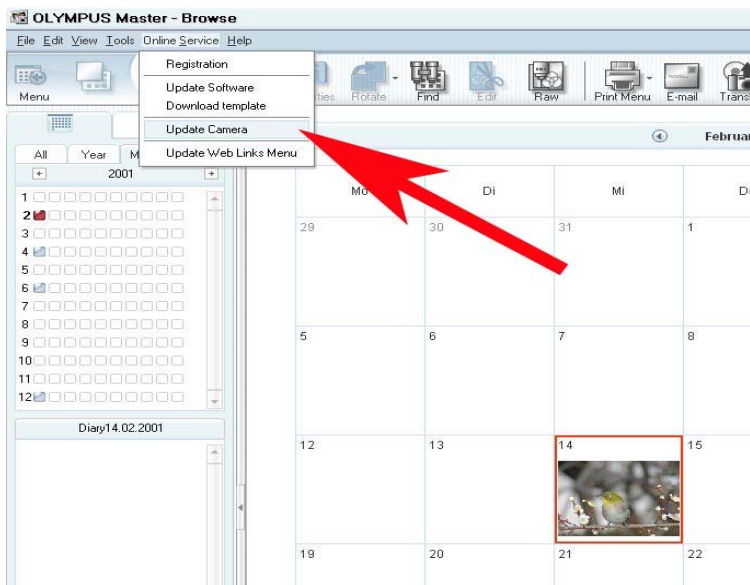 OLYMPUS Master - Browse
File Edit View Tools Online Service Help
Registration
Update Software
Download template
Update Camera
Update Web Links Menu
Menu
Rotate
Find
Edit
Raw
Print Menu
E-mail
All
Year
2001
1
2
3
4
5
6
7
8
9
10
11
12
Diary14.02.2001
Mo Di Mi
29 30 31 1
5 6 7 8
12 13 14 15
19 20 21 22